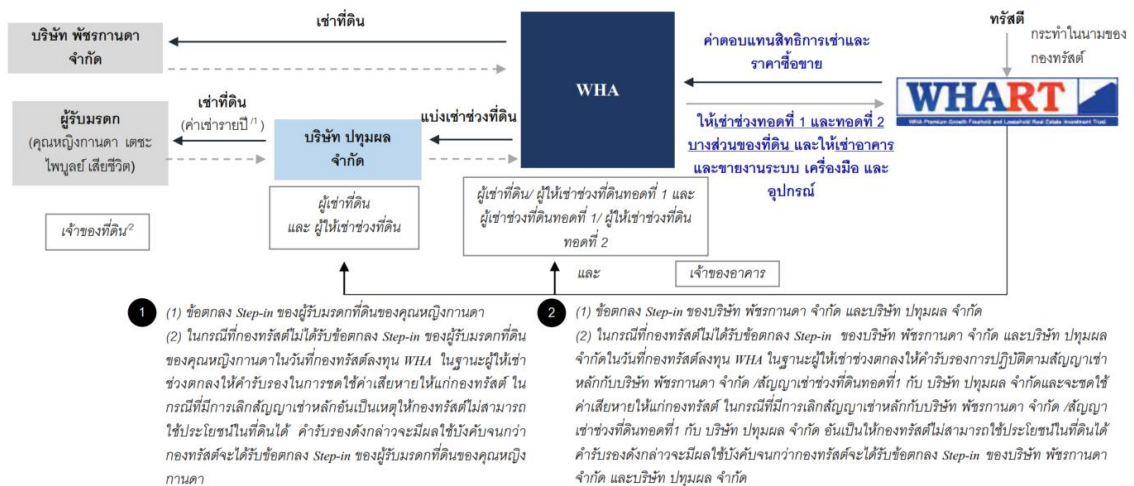 เช่าที่ดิน
บริษัท พัชรกานดา
จำกัด
WHA
ค่าตอบแทนสิทธิการเช่าและ
ราคาซื้อขาย
ทรัสตี
กระทำในนามของ
กองทรัสต์
WHART
WHA Premium Growth Freehold and Leasehold Real Estate Investment Trust
ผู้รับมรดก
(คุณหญิงกานดา เตชะ
ไพบูลย์ เสียชีวิต)
เช่าที่ดิน
(ค่าเช่ารายปี/1)
บริษัท ปทุมผล
จำกัด
แบ่งเช่าช่วงที่ดิน
ให้เช่าช่วงทอดที่ 1 และทอดที่ 2
บางส่วนของที่ดิน และให้เช่าอาคาร
และขายงานระบบ เครื่องมือ และ
อุปกรณ์
เจ้าของที่ดิน/2
ผู้เช่าที่ดิน
และ ผู้ให้เช่าช่วงที่ดิน
ผู้เช่าที่ดิน/ ผู้ให้เช่าช่วงที่ดินทอดที่ 1 และ
ผู้เช่าช่วงที่ดินทอดที่ 1/ ผู้ให้เช่าช่วงที่ดิน
ทอดที่ 2
และ
เจ้าของอาคาร
1
(1) ข้อตกลง Step-in ของผู้รับมรดกที่ดินของคุณหญิงกานดา
(2) ในกรณีที่กองทรัสต์ไม่ได้รับข้อตกลง Step-in ของผู้รับมรดกที่ดิน
ของคุณหญิงกานดาในวันที่กองทรัสต์ลงทุน WHA ในฐานะผู้ให้เช่า
ช่วงตกลงให้คำรับรองในการชดใช้ค่าเสียหายให้แก่กองทรัสต์ ใน
กรณีที่มีการเลิกสัญญาเช่าหลักอันเป็นเหตุให้กองทรัสต์ไม่สามารถ
ใช้ประโยชน์ในที่ดินได้ คำรับรองดังกล่าวจะมีผลใช้บังคับจนกว่า
กองทรัสต์จะได้รับข้อตกลง Step-in ของผู้รับมรดกที่ดินของคุณหญิง
กานดา
2
(1) ข้อตกลง Step-in ของบริษัท พัชรกานดา จำกัด และบริษัท ปทุมผล จำกัด
(2) ในกรณีที่กองทรัสต์ไม่ได้รับข้อตกลง Step-in ของบริษัท พัชรกานดา จำกัด และบริษัท ปทุมผล
จำกัดในวันที่กองทรัสต์ลงทุน WHA ในฐานะผู้ให้เช่าช่วงตกลงให้คำรับรองการปฏิบัติตามสัญญาเช่า
หลักกับบริษัท พัชรกานดา จำกัด /สัญญาเช่าช่วงที่ดินทอดที่1 กับ บริษัท ปทุมผล จำกัดและจะชดใช้
ค่าเสียหายให้แก่กองทรัสต์ ในกรณีที่มีการเลิกสัญญาเช่าหลักกับบริษัท พัชรกานดา จำกัด /สัญญา
เช่าช่วงที่ดินทอดที่1 กับ บริษัท ปทุมผล จำกัด อันเป็นให้กองทรัสต์ไม่สามารถใช้ประโยชน์ในที่ดินได้
คำรับรองดังกล่าวจะมีผลใช้บังคับจนกว่ากองทรัสต์จะได้รับข้อตกลง Step-in ของบริษัท พัชรกานดา
จำกัด และบริษัท ปทุมผล จำกัด